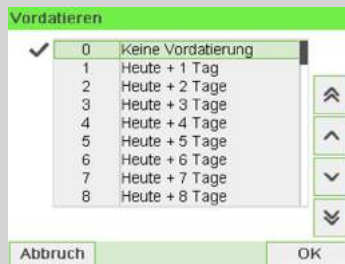 Vordatieren
0 Keine Vordatierung
1 Heute + 1 Tag
2 Heute + 2 Tage
3 Heute + 3 Tage
4 Heute + 4 Tage
5 Heute + 5 Tage
6 Heute + 6 Tage
7 Heute + 7 Tage
8 Heute + 8 Tage
Abbruch OK